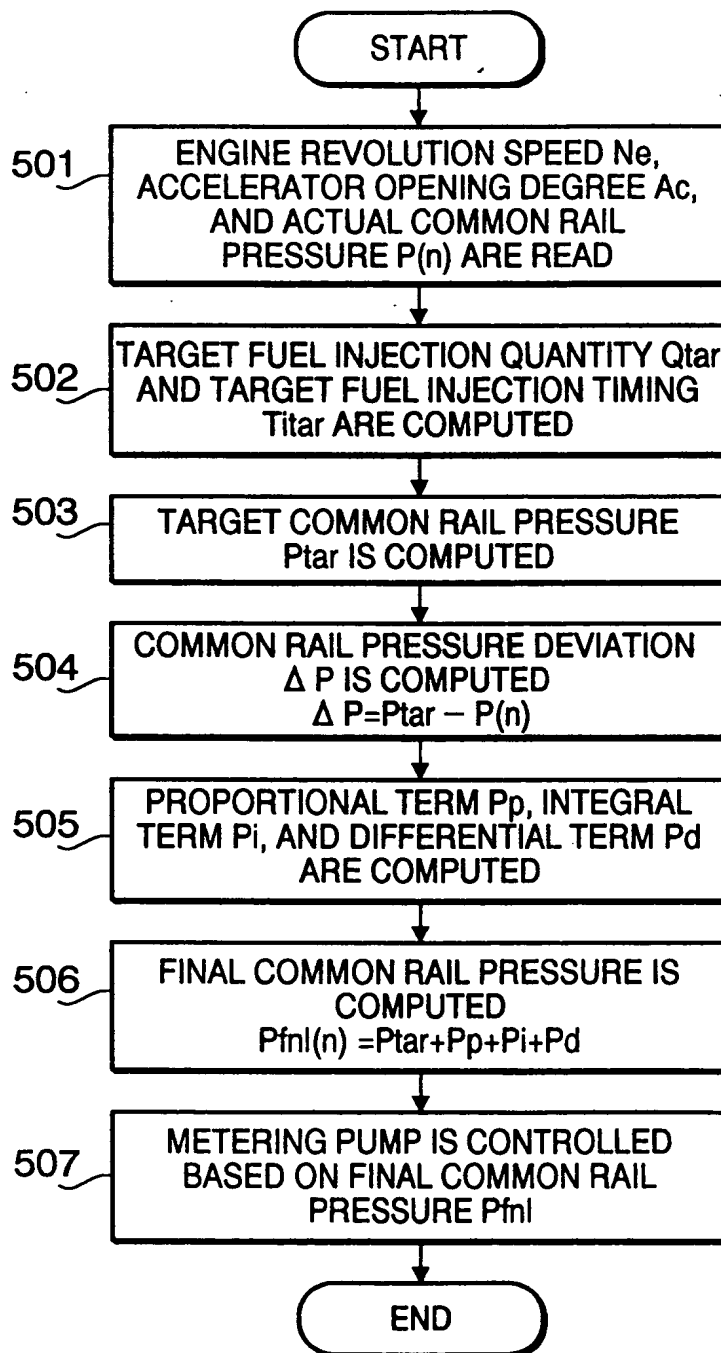 START
501
ENGINE REVOLUTION SPEED Ne,
ACCELERATOR OPENING DEGREE Ac,
AND ACTUAL COMMON RAIL
PRESSURE P(n) ARE READ
502
TARGET FUEL INJECTION QUANTITY Qtar
AND TARGET FUEL INJECTION TIMING
Titar ARE COMPUTED
503
TARGET COMMON RAIL PRESSURE
Ptar IS COMPUTED
504
COMMON RAIL PRESSURE DEVIATION
Δ P IS COMPUTED
Δ P=Ptar − P(n)
505
PROPORTIONAL TERM Pp, INTEGRAL
TERM Pi, AND DIFFERENTIAL TERM Pd
ARE COMPUTED
506
FINAL COMMON RAIL PRESSURE IS
COMPUTED
Pfnl(n) =Ptar+Pp+Pi+Pd
507
METERING PUMP IS CONTROLLED
BASED ON FINAL COMMON RAIL
PRESSURE Pfnl
END